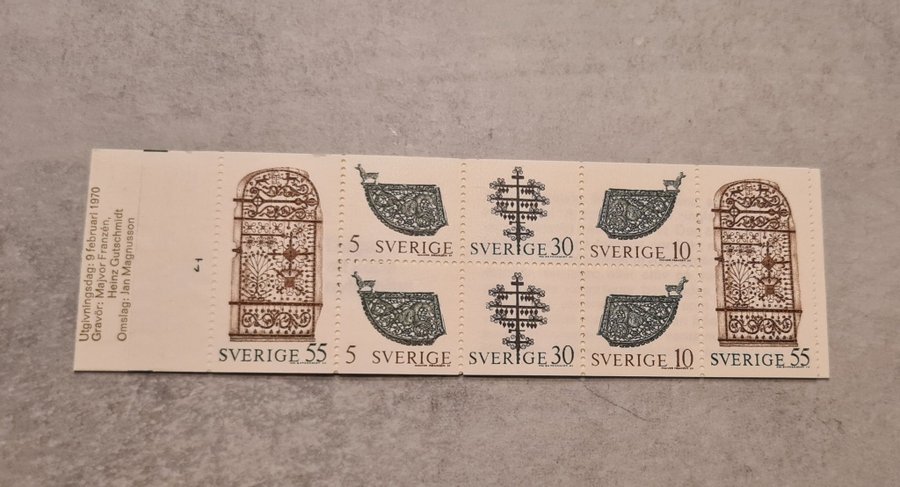 Utgivningsdag: 9 februari 1970
Gravör: Majvor Franzén,
Heinz Gutschmidt
Omslag: Jan Magnusson
SVERIGE 55
5 SVERIGE
SVERIGE 30
SVERIGE 10
5 SVERIGE
SVERIGE 30
SVERIGE 10
SVERIGE 55